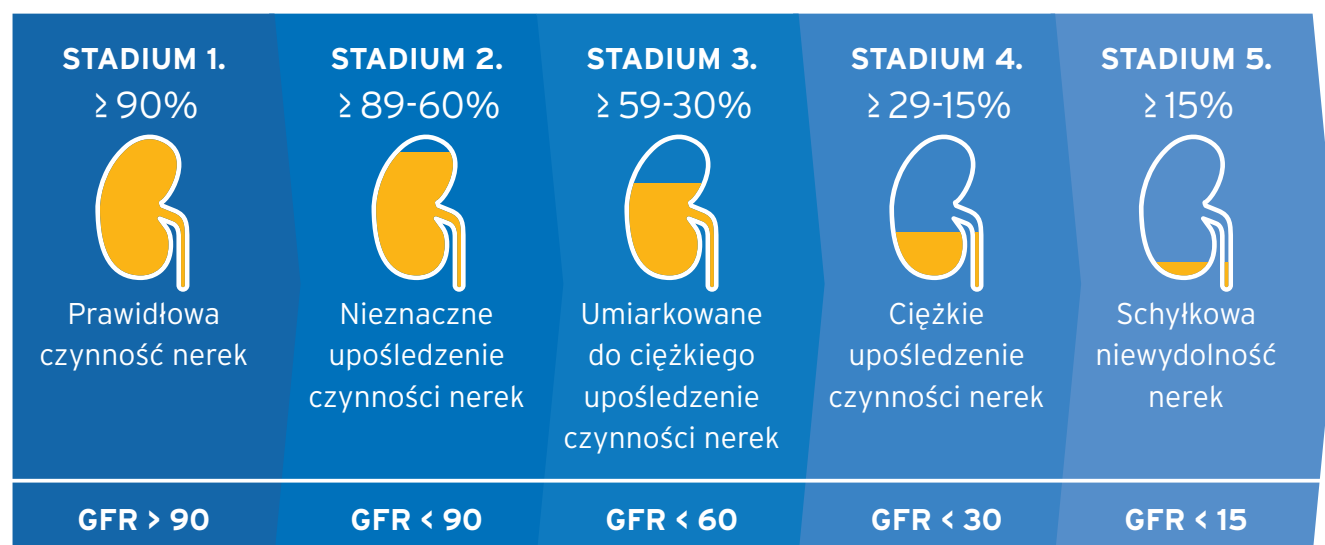 STADIUM 1.
≥ 90%
Prawidłowa
czynność nerek
GFR > 90
STADIUM 2.
≥ 89-60%
Nieznaczne
upośledzenie
czynności nerek
GFR < 90
STADIUM 3.
≥ 59-30%
Umiarkowane
do ciężkiego
upośledzenie
czynności nerek
GFR < 60
STADIUM 4.
≥ 29-15%
Ciężkie
upośledzenie
czynności nerek
GFR < 30
STADIUM 5.
≥ 15%
Schyłkowa
niewydolność
nerek
GFR < 15